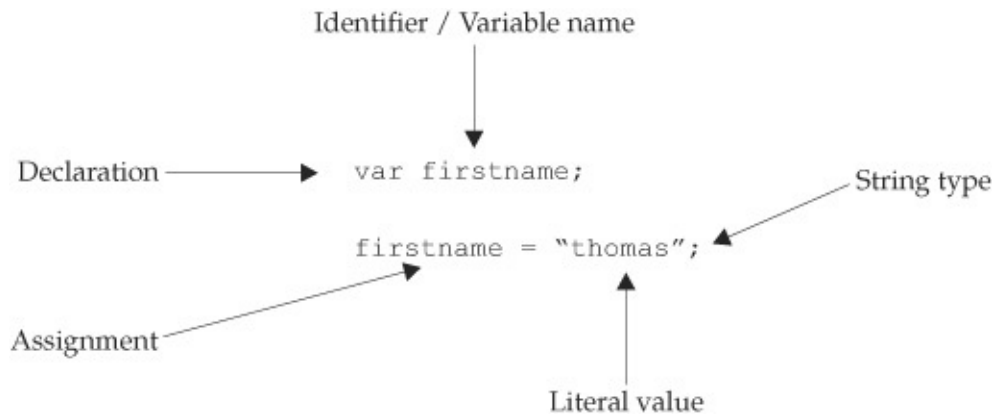 Identifier / Variable name
Declaration
var firstname;
String type
firstname = “thomas”;
Assignment
Literal value